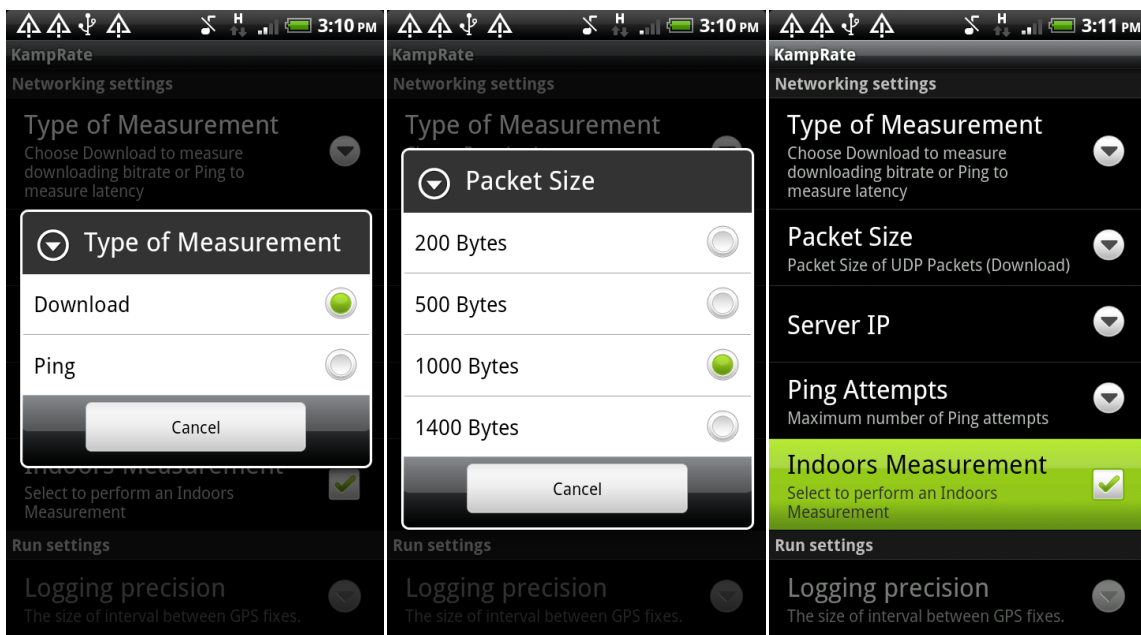 H
3:10 PM
KampRate
Networking settings
Type of Measurement
Choose Download to measure
downloading bitrate or Ping to
measure latency
Type of Measurement
Download
Ping
Cancel
Indoors Measurement
Select to perform an Indoors
Measurement
Run settings
Logging precision
The size of interval between GPS fixes.
H
3:10 PM
KampRate
Networking settings
Type of Measurement
Packet Size
200 Bytes
500 Bytes
1000 Bytes
1400 Bytes
Cancel
Run settings
Logging precision
The size of interval between GPS fixes.
H
3:11 PM
KampRate
Networking settings
Type of Measurement
Choose Download to measure
downloading bitrate or Ping to
measure latency
Packet Size
Packet Size of UDP Packets (Download)
Server IP
Ping Attempts
Maximum number of Ping attempts
Indoors Measurement
Select to perform an Indoors
Measurement
Run settings
Logging precision
The size of interval between GPS fixes.